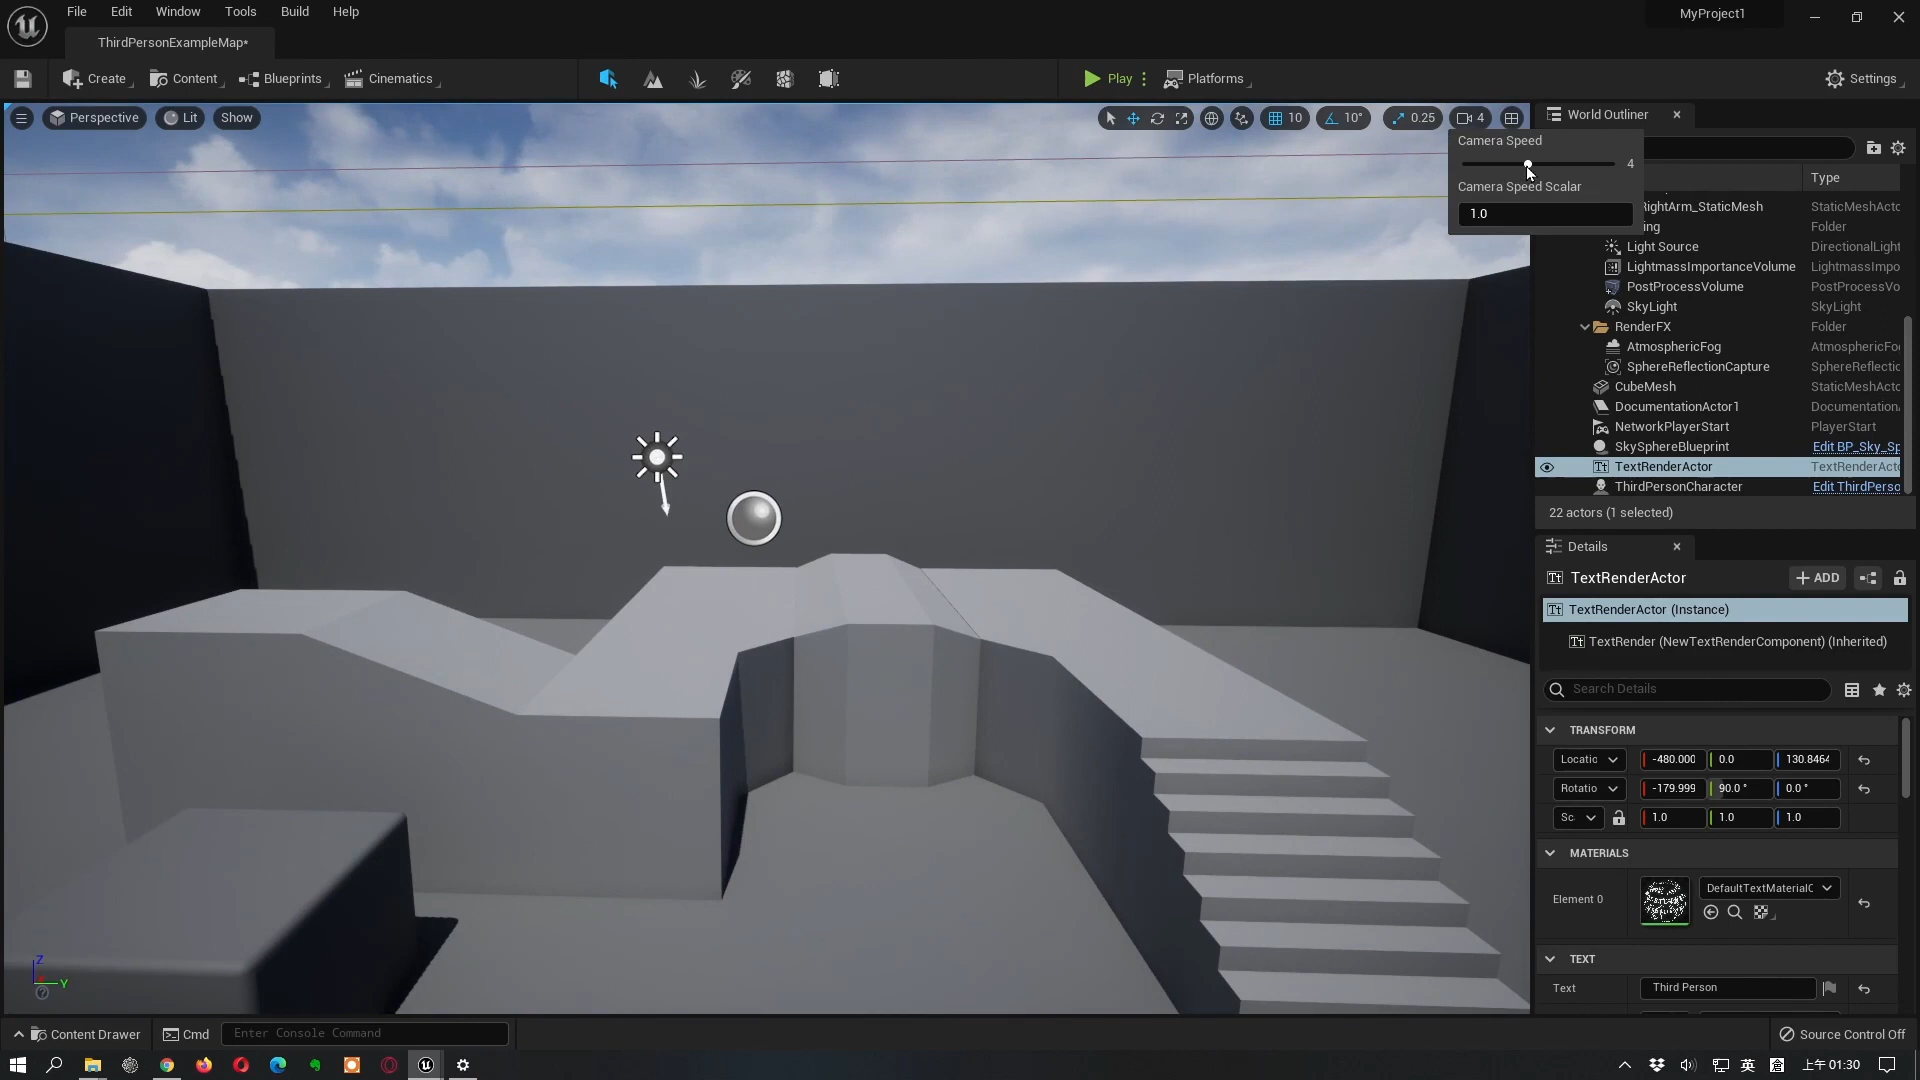 File Edit Window Tools Build Help
MyProject1
ThirdPersonExampleMap*
Create Content Blueprints Cinematics Play Platforms Settings
Perspective Lit Show 10 10° 0.25 4
World Outliner
Camera Speed
4
Camera Speed Scalar
1.0
Type
RightArm_StaticMesh StaticMeshActo
Folder
Light Source DirectionalLight
LightmassImportanceVolume LightmassImpo
PostProcessVolume PostProcessVo
SkyLight SkyLight
RenderFX Folder
AtmosphericFog AtmosphericFo
SphereReflectionCapture SphereReflectic
CubeMesh StaticMeshActo
DocumentationActor1 Documentation
NetworkPlayerStart PlayerStart
SkySphereBlueprint Edit BP_Sky_Sp
TextRenderActor TextRenderActo
ThirdPersonCharacter Edit ThirdPerso
22 actors (1 selected)
Details
TextRenderActor ADD
TextRenderActor (Instance)
TextRender (NewTextRenderComponent) (Inherited)
Search Details
TRANSFORM
Locatic -480.000 0.0 130.8464
Rotatio -179.999 90.0 ° 0.0 °
Sc 1.0 1.0 1.0
MATERIALS
Element 0 DefaultTextMaterialO
TEXT
Text Third Person
Z
Y
Content Drawer Cmd Enter Console Command Source Control Off
英 上午 01:30